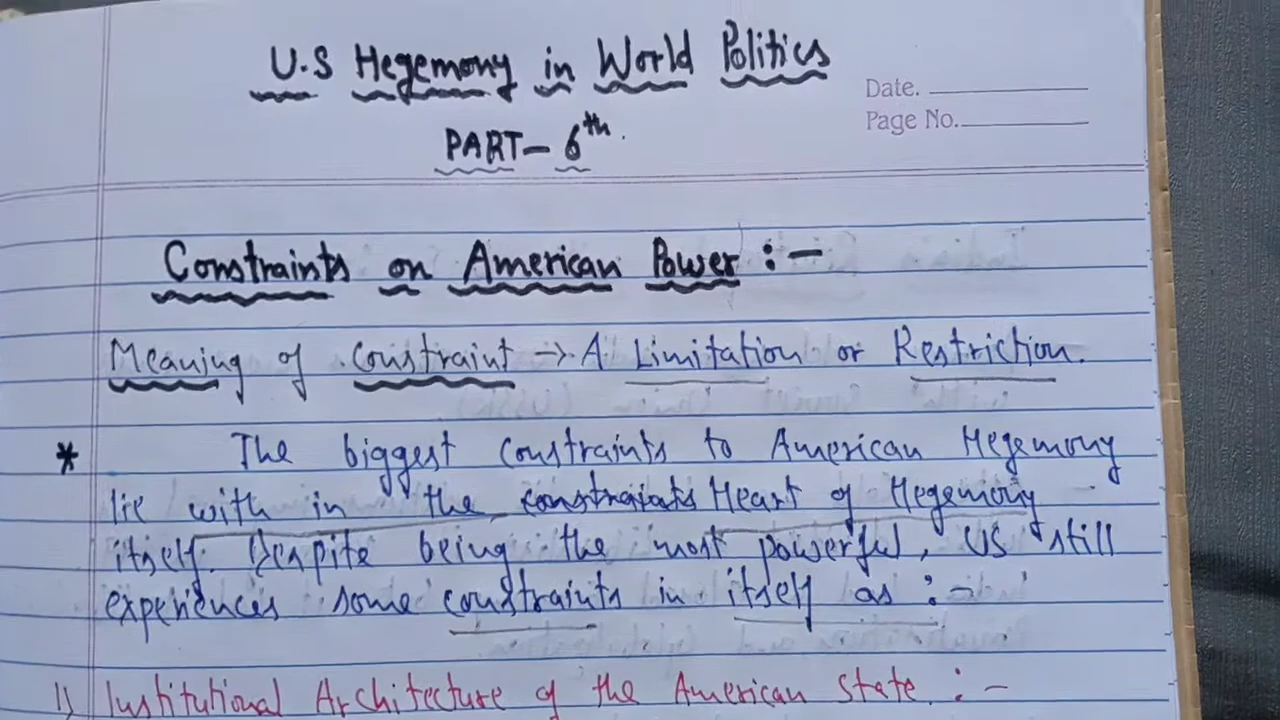 U.S Hegemony in World Politics
Date.
PART- 6th.
Page No.
Constraints on American Power :-
Meaning of Constraint → A Limitation or Restriction.
* The biggest constraints to American Hegemony
lie with in the constraints Heart of Hegemony
itself. Despite being the most powerful, US still
experiences some constraints in itself as :-
1) Institutional Architecture of the American State :-